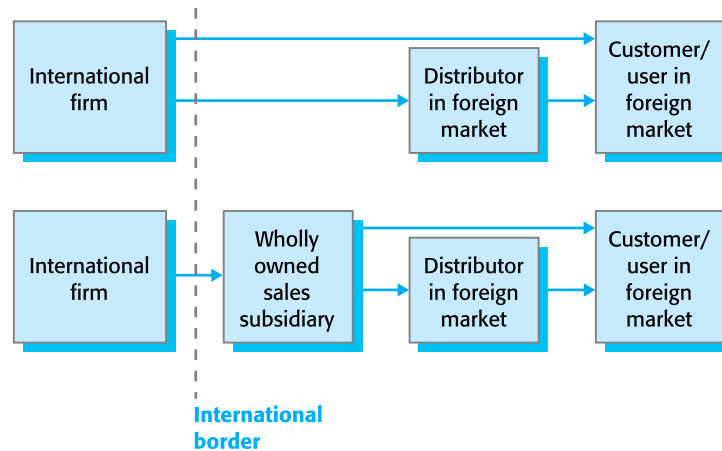 International
firm
Distributor
in foreign
market
Customer/
user in
foreign
market
International
firm
Wholly
owned
sales
subsidiary
Distributor
in foreign
market
Customer/
user in
foreign
market
International
border